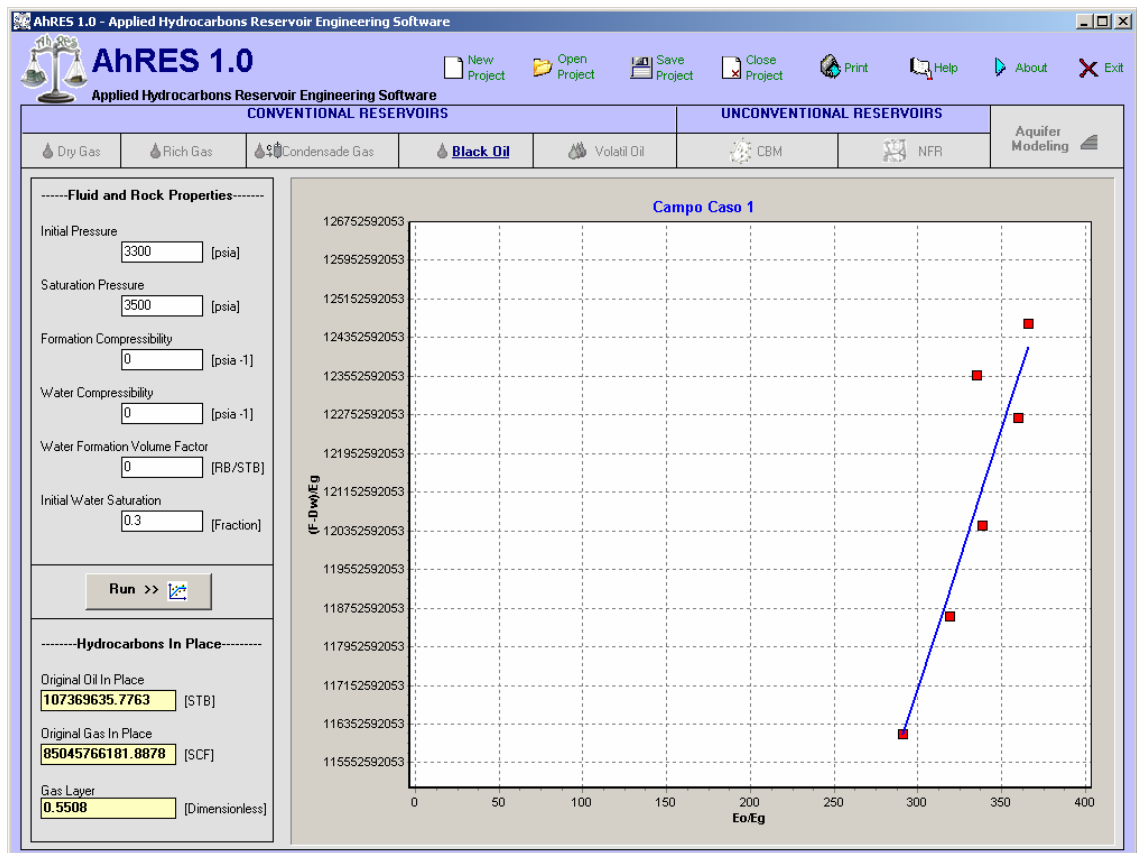 AhRES 1.0 - Applied Hydrocarbons Reservoir Engineering Software
Ah Res
AhRES 1.0
Applied Hydrocarbons Reservoir Engineering Software
New Project
Open Project
Save Project
Close Project
Print
Help
About
Exit
CONVENTIONAL RESERVOIRS
UNCONVENTIONAL RESERVOIRS
Dry Gas
Rich Gas
Condensade Gas
Black Oil
Volatil Oil
CBM
NFR
Aquifer
Modeling
------Fluid and Rock Properties-------
Initial Pressure
3300 [psia]
Saturation Pressure
3500 [psia]
Formation Compressibility
0 [psia -1]
Water Compressibility
0 [psia -1]
Water Formation Volume Factor
0 [RB/STB]
Initial Water Saturation
0.3 [Fraction]
Run >>
--------Hydrocarbons In Place---------
Original Oil In Place
107369635.7763 [STB]
Original Gas In Place
85045766181.8878 [SCF]
Gas Layer
0.5508 [Dimensionless]
Campo Caso 1
126752592053
125952592053
125152592053
124352592053
123552592053
122752592053
121952592053
121152592053
120352592053
119552592053
118752592053
117952592053
117152592053
116352592053
115552592053
(F-Dw)/Eg
0 50 100 150 200 250 300 350 400
Eo/Eg